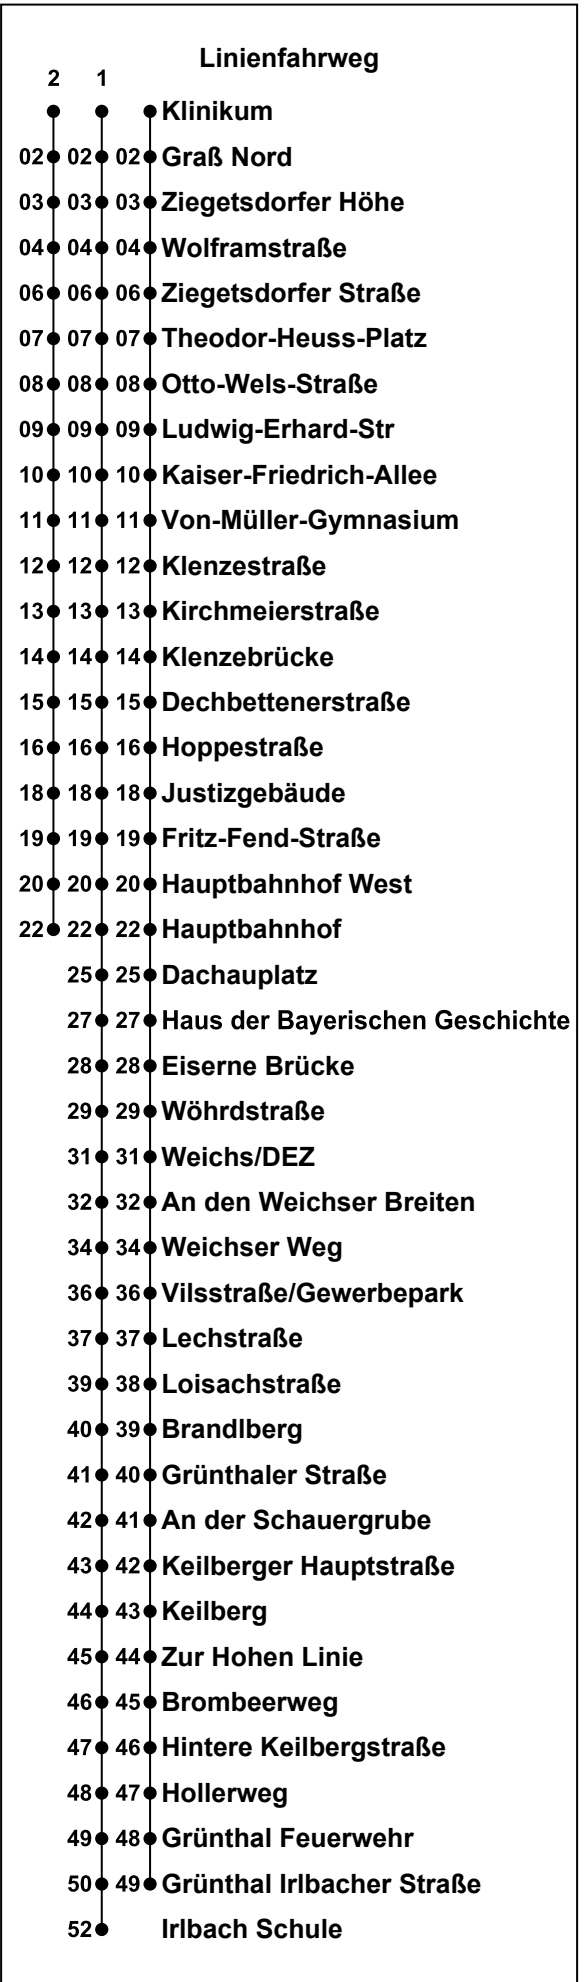 Linienfahrweg
2 1
Klinikum
02 02 02 Graß Nord
03 03 03 Ziegetsdorfer Höhe
04 04 04 Wolframstraße
06 06 06 Ziegetsdorfer Straße
07 07 07 Theodor-Heuss-Platz
08 08 08 Otto-Wels-Straße
09 09 09 Ludwig-Erhard-Str
10 10 10 Kaiser-Friedrich-Allee
11 11 11 Von-Müller-Gymnasium
12 12 12 Klenzestraße
13 13 13 Kirchmeierstraße
14 14 14 Klenzebrücke
15 15 15 Dechbettenerstraße
16 16 16 Hoppestraße
18 18 18 Justizgebäude
19 19 19 Fritz-Fend-Straße
20 20 20 Hauptbahnhof West
22 22 22 Hauptbahnhof
25 25 Dachauplatz
27 27 Haus der Bayerischen Geschichte
28 28 Eiserne Brücke
29 29 Wöhrdstraße
31 31 Weichs/DEZ
32 32 An den Weichser Breiten
34 34 Weichser Weg
36 36 Vilsstraße/Gewerbepark
37 37 Lechstraße
39 38 Loisachstraße
40 39 Brandlberg
41 40 Grünthaler Straße
42 41 An der Schauergrube
43 42 Keilberger Hauptstraße
44 43 Keilberg
45 44 Zur Hohen Linie
46 45 Brombeerweg
47 46 Hintere Keilbergstraße
48 47 Hollerweg
49 48 Grünthal Feuerwehr
50 49 Grünthal Irlbacher Straße
52 Irlbach Schule